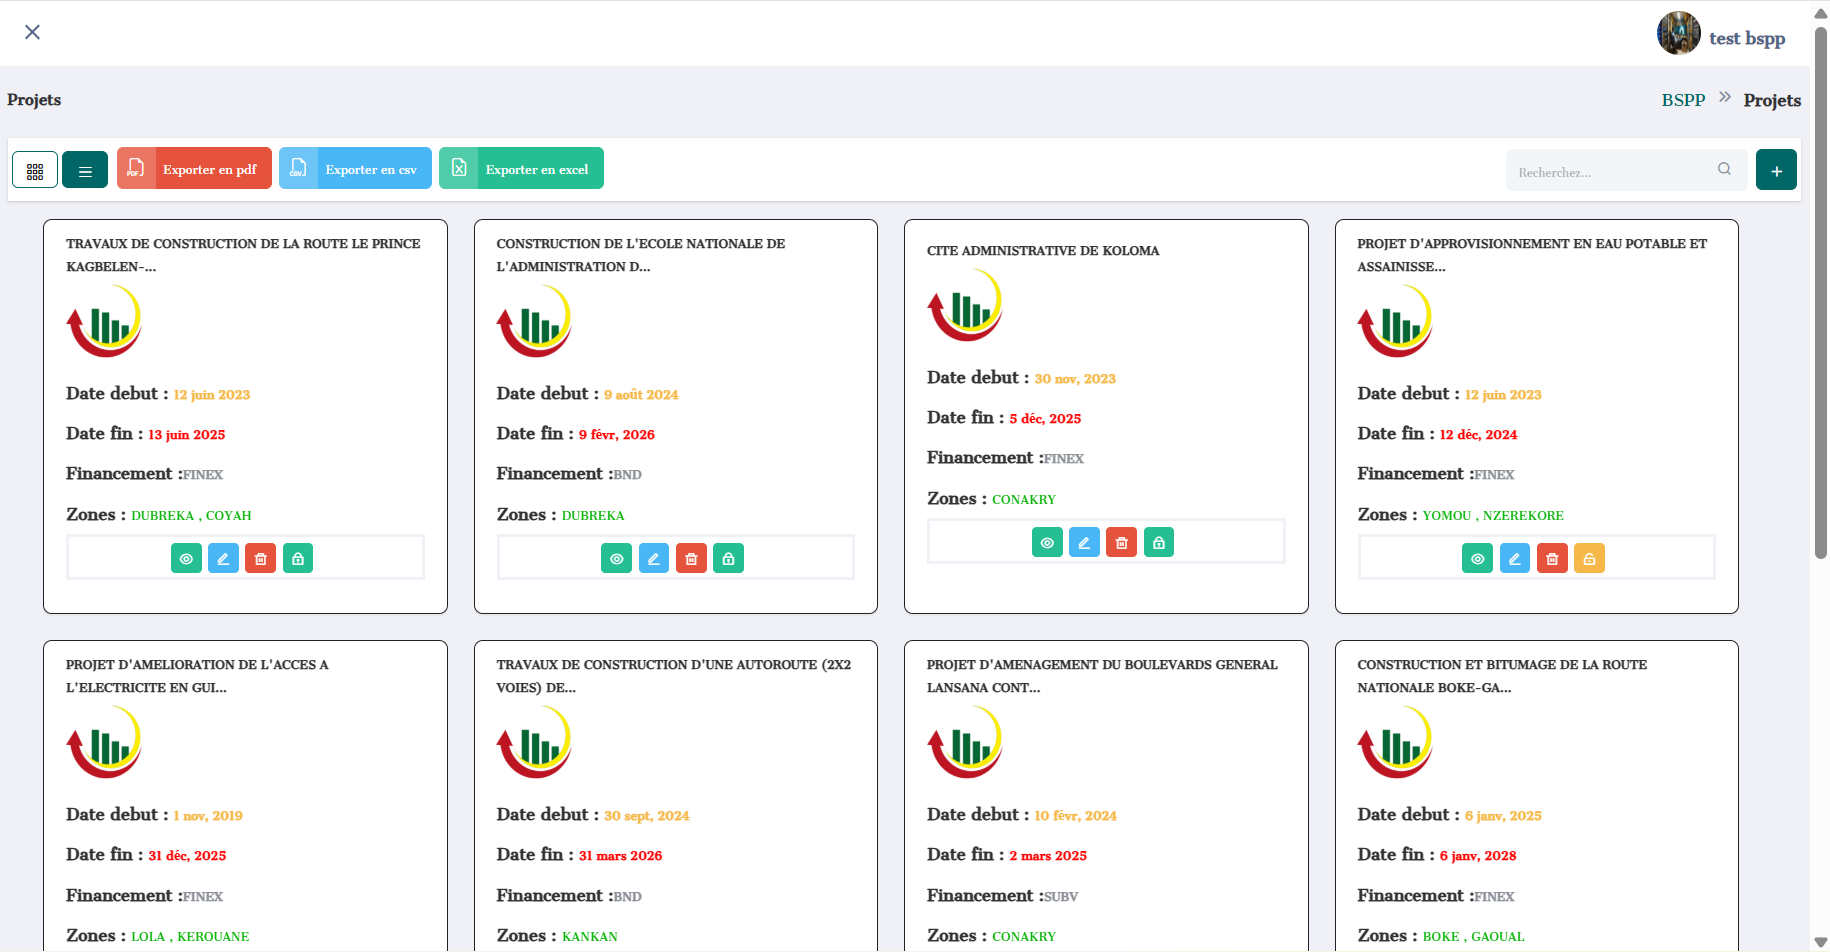 test bspp
Projets
BSPP » Projets
Exporter en pdf
Exporter en csv
Exporter en excel
Recherchez...
TRAVAUX DE CONSTRUCTION DE LA ROUTE LE PRINCE
KAGBELEN-...
Date debut : 12 juin 2023
Date fin : 13 juin 2025
Financement :FINEX
Zones : DUBREKA , COYAH
CONSTRUCTION DE L'ECOLE NATIONALE DE
L'ADMINISTRATION D...
Date debut : 9 août 2024
Date fin : 9 févr, 2026
Financement :BND
Zones : DUBREKA
CITE ADMINISTRATIVE DE KOLOMA
Date debut : 30 nov, 2023
Date fin : 5 déc, 2025
Financement :FINEX
Zones : CONAKRY
PROJET D'APPROVISIONNEMENT EN EAU POTABLE ET
ASSAINISSE...
Date debut : 12 juin 2023
Date fin : 12 déc, 2024
Financement :FINEX
Zones : YOMOU , NZEREKORE
PROJET D'AMELIORATION DE L'ACCES A
L'ELECTRICITE EN GUI...
Date debut : 1 nov, 2019
Date fin : 31 déc, 2025
Financement :FINEX
Zones : LOLA , KEROUANE
TRAVAUX DE CONSTRUCTION D'UNE AUTOROUTE (2X2
VOIES) DE...
Date debut : 30 sept, 2024
Date fin : 31 mars 2026
Financement :BND
Zones : KANKAN
PROJET D'AMENAGEMENT DU BOULEVARDS GENERAL
LANSANA CONT...
Date debut : 10 févr, 2024
Date fin : 2 mars 2025
Financement :SUBV
Zones : CONAKRY
CONSTRUCTION ET BITUMAGE DE LA ROUTE
NATIONALE BOKE-GA...
Date debut : 6 janv, 2025
Date fin : 6 janv, 2028
Financement :FINEX
Zones : BOKE , GAOUAL